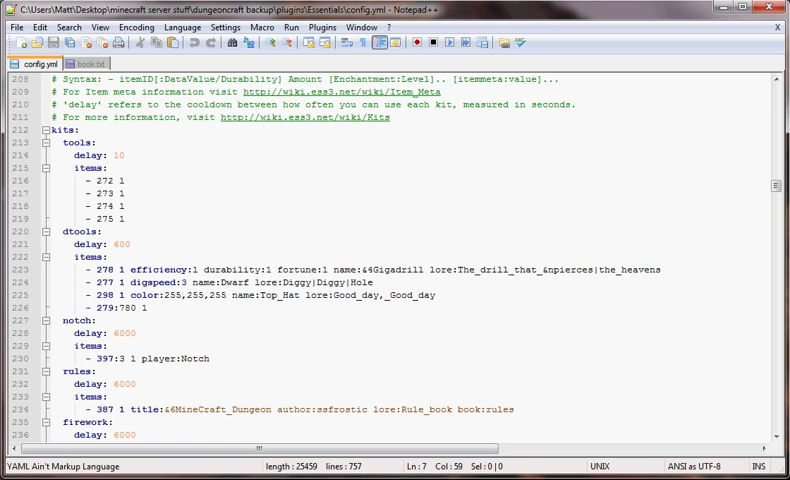 C:\Users\Matt\Desktop\minecraft server stuff\dungeoncraft backup\plugins\Essentials\config.yml - Notepad++
File Edit Search View Encoding Language Settings Macro Run Plugins Window ? X
config.yml book.txt
208 # Syntax: - itemID[:DataValue/Durability] Amount [Enchantment:Level].. [itemmeta:value]...
209 # For Item meta information visit http://wiki.ess3.net/wiki/Item_Meta
210 # 'delay' refers to the cooldown between how often you can use each kit, measured in seconds.
211 # For more information, visit http://wiki.ess3.net/wiki/Kits
212 kits:
213 tools:
214 delay: 10
215 items:
216 - 272 1
217 - 273 1
218 - 274 1
219 - 275 1
220 dtools:
221 delay: 600
222 items:
223 - 278 1 efficiency:1 durability:1 fortune:1 name:&4Gigadrill lore:The_drill_that_&npierces|the_heavens
224 - 277 1 digspeed:3 name:Dwarf lore:Diggy|Diggy|Hole
225 - 298 1 color:255,255,255 name:Top_Hat lore:Good_day,_Good_day
226 - 279:780 1
227 notch:
228 delay: 6000
229 items:
230 - 397:3 1 player:Notch
231 rules:
232 delay: 6000
233 items:
234 - 387 1 title:&6MineCraft_Dungeon author:ssfrostic lore:Rule_book book:rules
235 firework:
236 delay: 6000
YAML Ain't Markup Language length : 25459 lines : 757 Ln : 7 Col : 59 Sel : 0 | 0 UNIX ANSI as UTF-8 INS